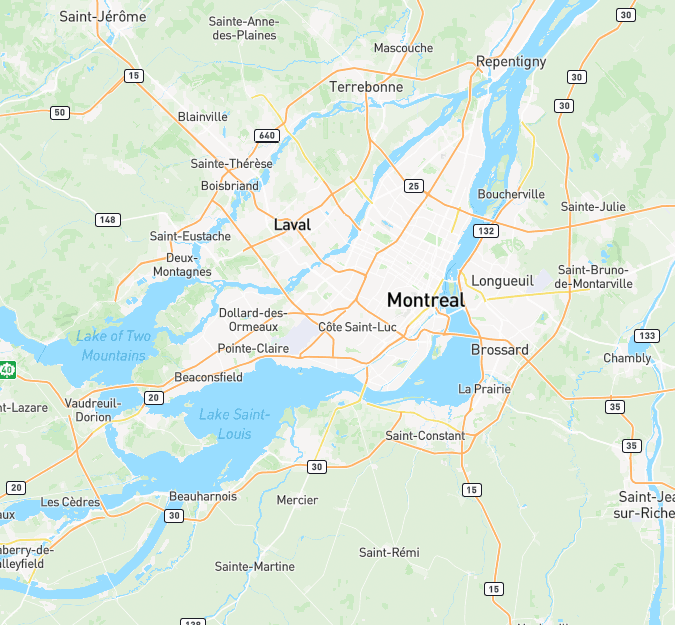 Saint-Jérôme
30
Sainte-Anne-
des-Plaines
Mascouche
15
Repentigny
30
Terrebonne
30
50
Blainville
640
Sainte-Thérèse
Boisbriand
25
Boucherville
Sainte-Julie
148
Laval
132
Saint-Eustache
Deux-
Montagnes
Longueuil
Saint-Bruno-
de-Montarville
Montreal
Dollard-des-
Ormeaux
Côte Saint-Luc
Lake of Two
Mountains
133
Pointe-Claire
Brossard
Chambly
40
Beaconsfield
La Prairie
20
nt-Lazare
Vaudreuil-
Dorion
35
Lake Saint-
Louis
Saint-Constant
35
30
20
15
Beauharnois
Mercier
Les Cèdres
Saint-Jea
sur-Riche
aux
30
aberry-de-
alleyfield
Saint-Rémi
Sainte-Martine
15
138